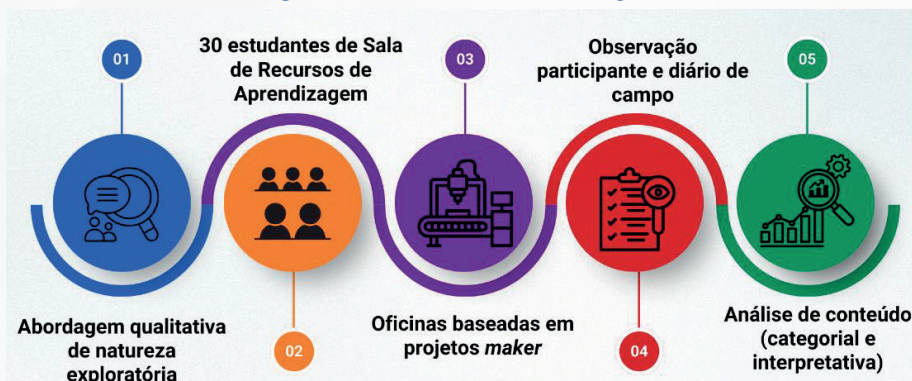 01
Abordagem qualitativa
de natureza
exploratória
30 estudantes de Sala
de Recursos de
Aprendizagem
02
03
Oficinas baseadas em
projetos maker
Observação
participante e diário de
campo
04
05
Análise de conteúdo
(categorial e
interpretativa)